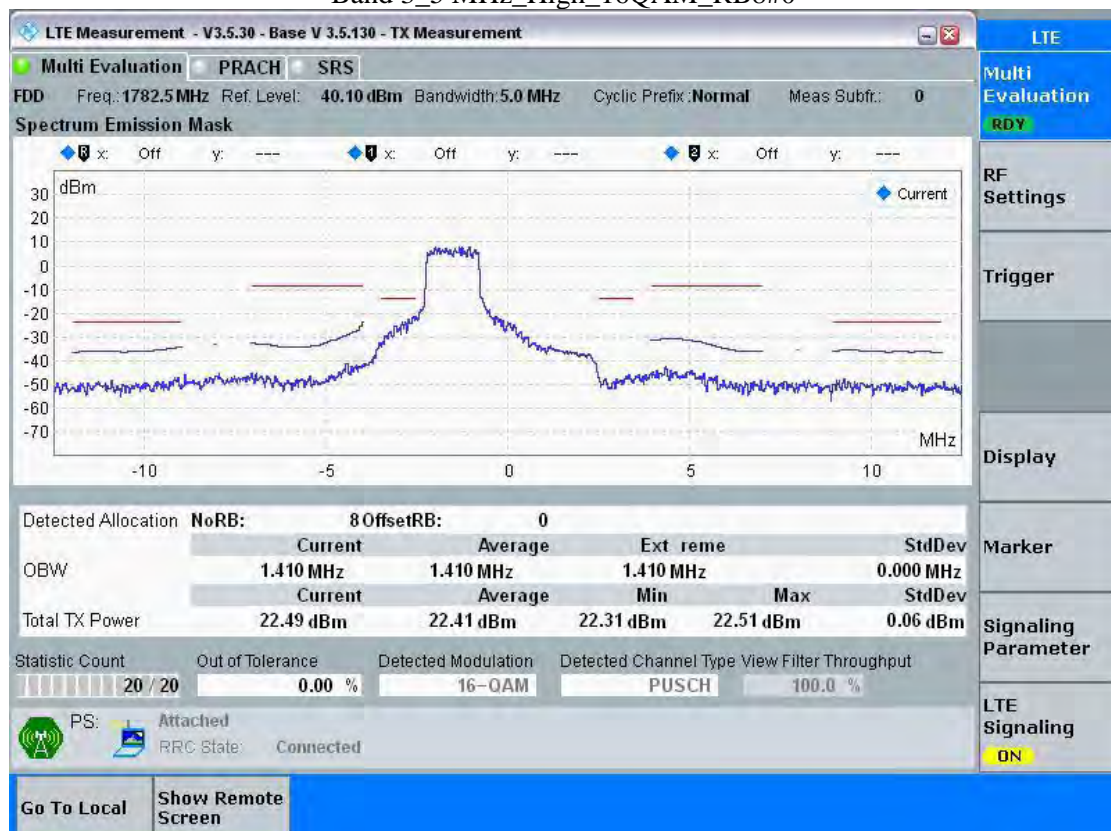 LTE Measurement - V3.5.30 - Base V 3.5.130 - TX Measurement
LTE
Multi Evaluation PRACH SRS
FDD Freq.: 1782.5 MHz Ref. Level: 40.10 dBm Bandwidth: 5.0 MHz Cyclic Prefix : Normal Meas Subfr.: 0
Spectrum Emission Mask
R x: Off y: --- 1 x: Off y: --- 2 x: Off y: ---
dBm
Current
30
20
10
0
-10
-20
-30
-40
-50
-60
-70
MHz
-10 -5 0 5 10
Detected Allocation NoRB: 8 OffsetRB: 0
Current Average Ext reme StdDev
OBW 1.410 MHz 1.410 MHz 1.410 MHz 0.000 MHz
Current Average Min Max StdDev
Total TX Power 22.49 dBm 22.41 dBm 22.31 dBm 22.51 dBm 0.06 dBm
Statistic Count Out of Tolerance Detected Modulation Detected Channel Type View Filter Throughput
20 / 20 0.00 % 16-QAM PUSCH 100.0 %
PS: Attached
RRC State: Connected
Multi
Evaluation
RDY
RF
Settings
Trigger
Display
Marker
Signaling
Parameter
LTE
Signaling
ON
Go To Local
Show Remote
Screen